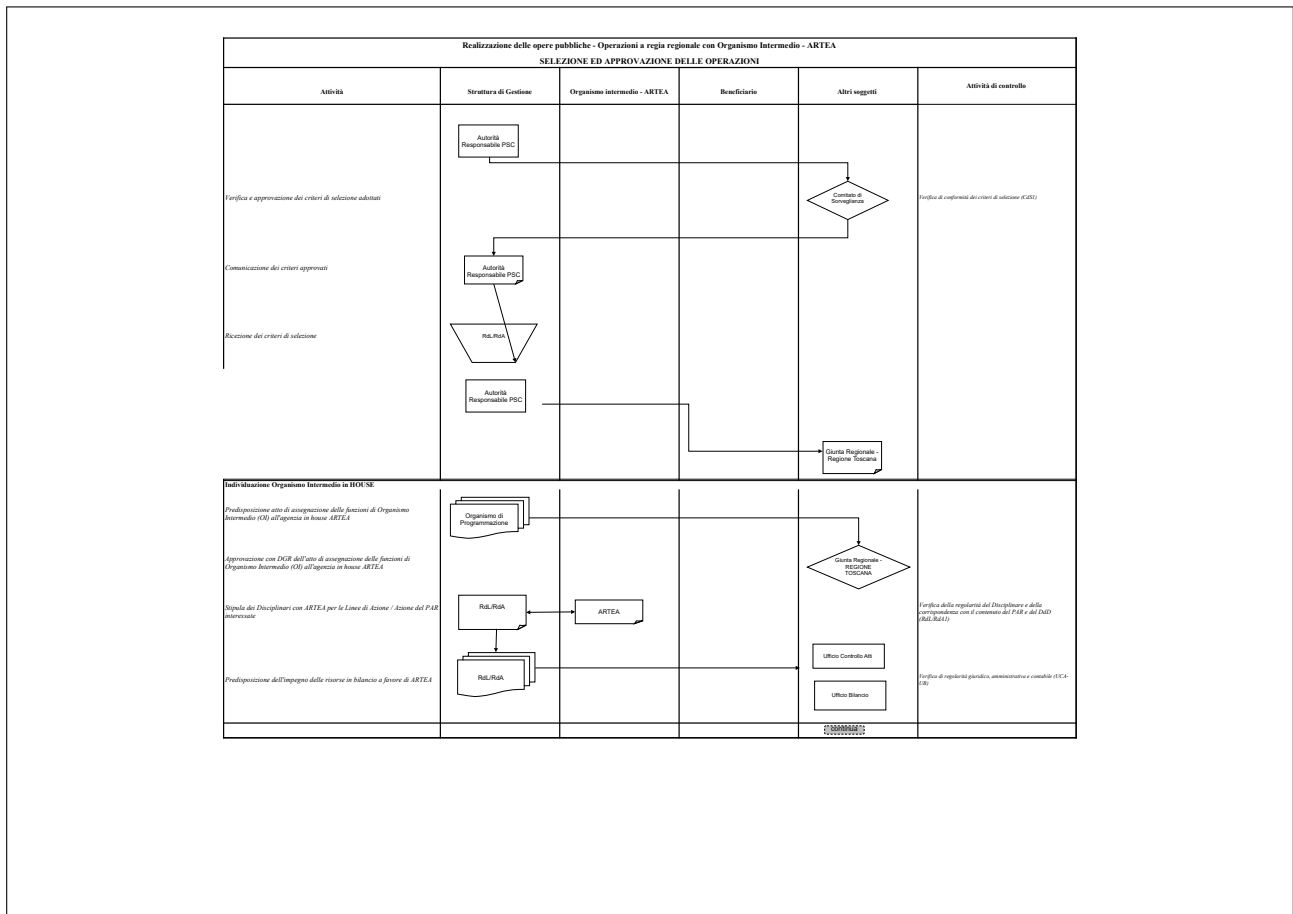 Realizzazione delle opere pubbliche - Operazioni a regia regionale con Organismo Intermedio - ARTEA
SELEZIONE ED APPROVAZIONE DELLE OPERAZIONI
Attività
Struttura di Gestione
Organismo intermedio - ARTEA
Beneficiario
Altri soggetti
Attività di controllo
Autorità
Responsabile PSC
Verifica e approvazione dei criteri di selezione adottati
Comitato di
Sorveglianza
Verifica di conformità dei criteri di selezione (CdS1)
Comunicazione dei criteri approvati
Autorità
Responsabile PSC
Ricezione dei criteri di selezione
RdL/RdA
Autorità
Responsabile PSC
Giunta Regionale -
Regione Toscana
Individuazione Organismo Intermedio in HOUSE
Predisposizione atto di assegnazione delle funzioni di Organismo
Intermedio (OI) all'agenzia in house ARTEA
Organismo di
Programmazione
Approvazione con DGR dell'atto di assegnazione delle funzioni di
Organismo Intermedio (OI) all'agenzia in house ARTEA
Giunta Regionale -
REGIONE
TOSCANA
Stipula dei Disciplinari con ARTEA per le Linee di Azione / Azione del PAR
interessate
RdL/RdA
ARTEA
Verifica della regolarità del Disciplinare e della
corrispondenza con il contenuto del PAR e del DdD
(RdL/RdA1)
Predisposizione dell'impegno delle risorse in bilancio a favore di ARTEA
RdL/RdA
Ufficio Controllo Atti
Ufficio Bilancio
Verifica di regolarità giuridico, amministrativa e contabile (UCA-
UB)
continua